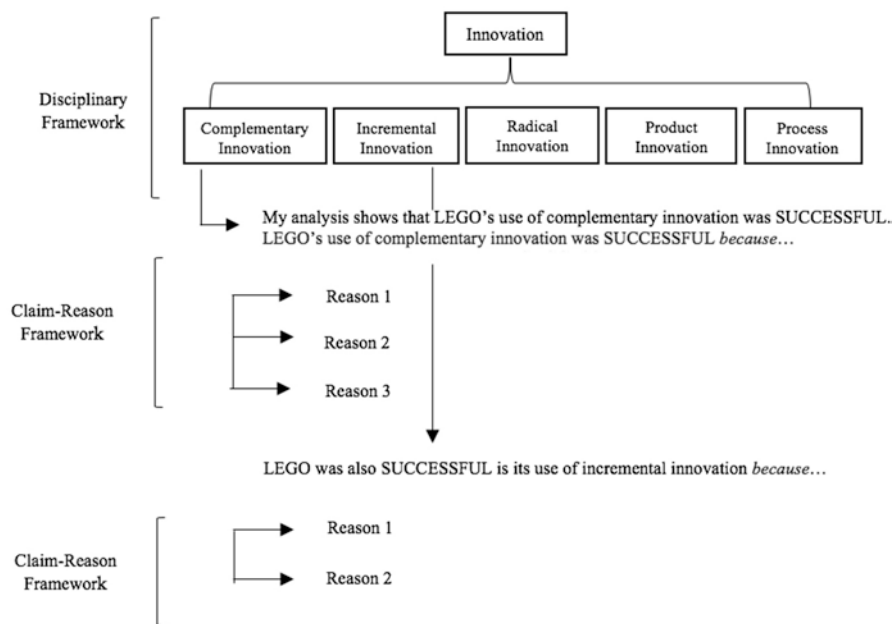 Innovation
Disciplinary
Framework
Complementary
Innovation
Incremental
Innovation
Radical
Innovation
Product
Innovation
Process
Innovation
My analysis shows that LEGO's use of complementary innovation was SUCCESSFUL..
LEGO's use of complementary innovation was SUCCESSFUL because…
Claim-Reason
Framework
Reason 1
Reason 2
Reason 3
LEGO was also SUCCESSFUL is its use of incremental innovation because…
Claim-Reason
Framework
Reason 1
Reason 2